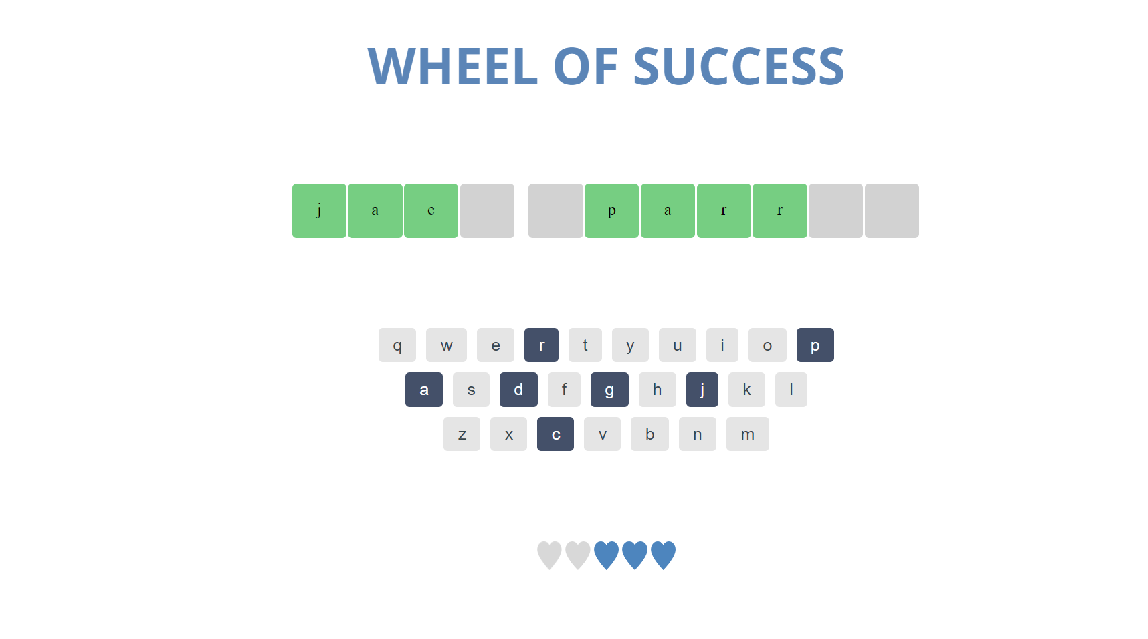 WHEEL OF SUCCESS
j a c p a r r
q w e r t y u i o p
a s d f g h j k l
z x c v b n m